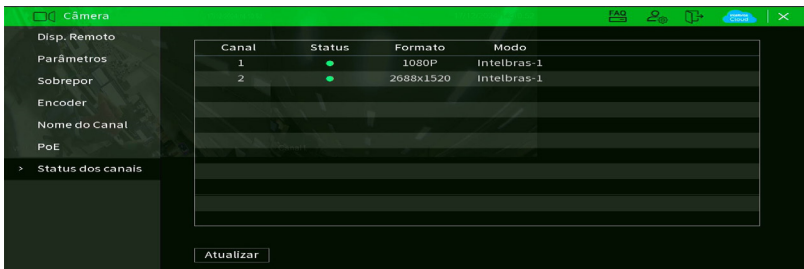 Câmera FAQ Cloud
Disp. Remoto
Parâmetros
Sobrepor
Encoder
Nome do Canal
PoE
> Status dos canais
Canal Status Formato Modo
1 1080P Intelbras-1
2 2688x1520 Intelbras-1
Atualizar